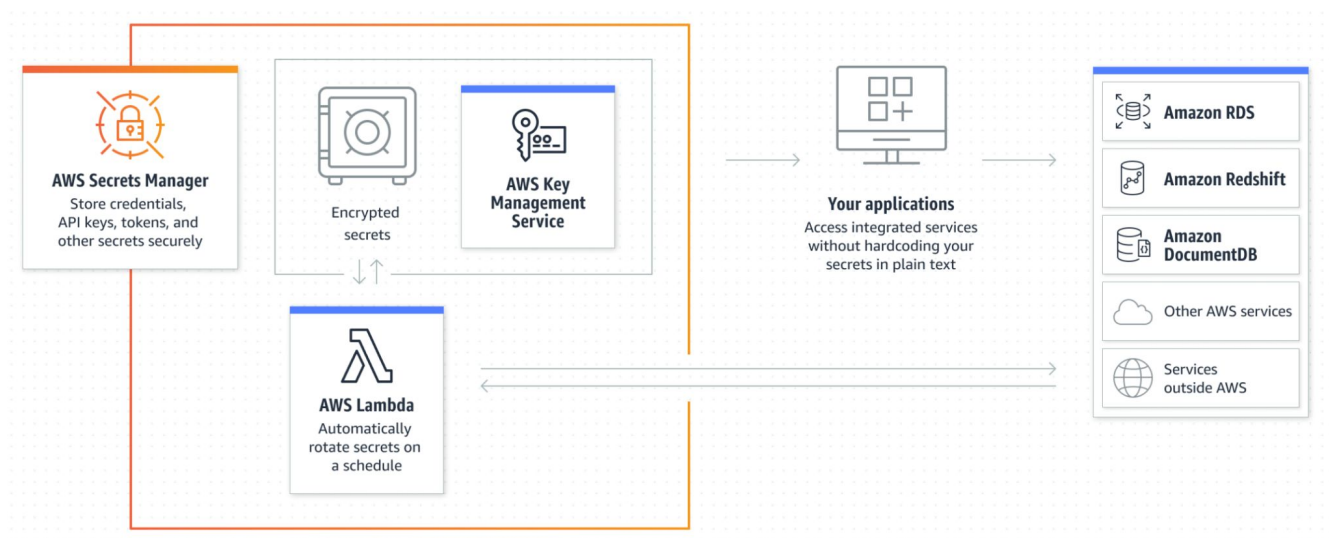 AWS Secrets Manager
Store credentials,
API keys, tokens, and
other secrets securely
Encrypted
secrets
AWS Key
Management
Service
AWS Lambda
Automatically
rotate secrets on
a schedule
Your applications
Access integrated services
without hardcoding your
secrets in plain text
Amazon RDS
Amazon Redshift
Amazon
DocumentDB
Other AWS services
Services
outside AWS